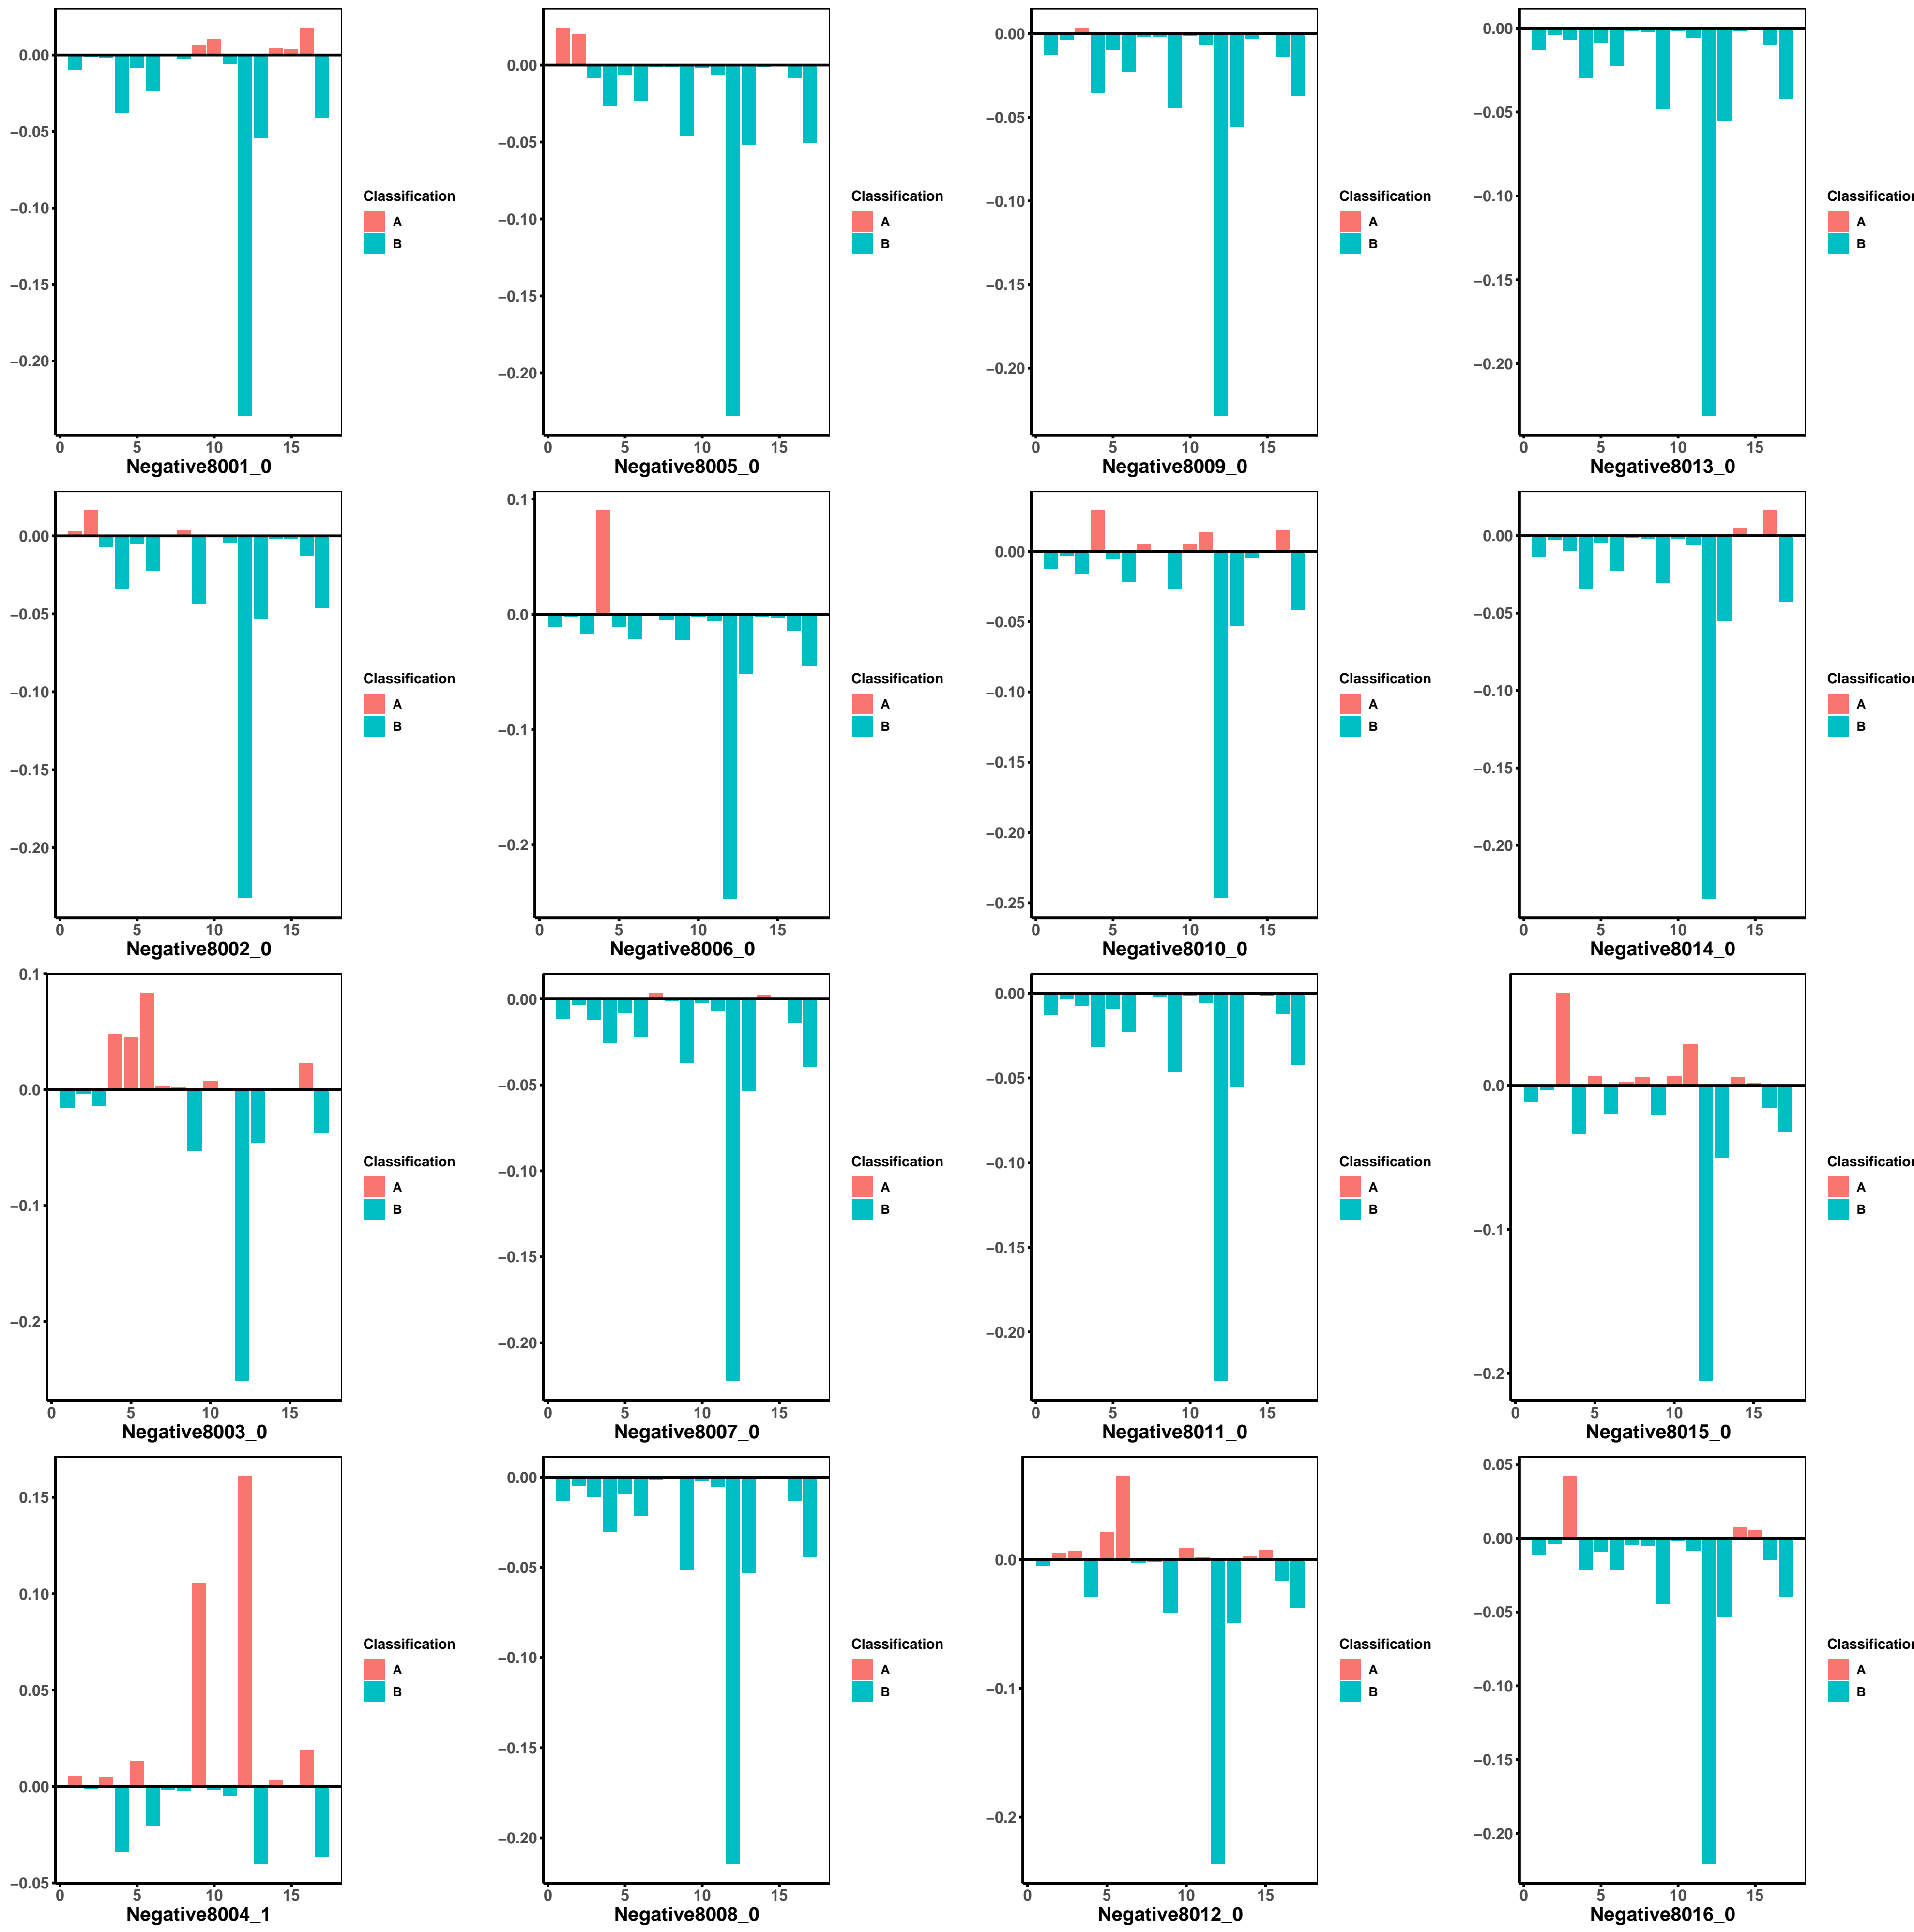 0.00
–0.05
–0.10
–0.15
–0.20
Classification
A
B
0 5 10 15
Negative8001_0
0.00
–0.05
–0.10
–0.15
–0.20
Classification
A
B
0 5 10 15
Negative8005_0
0.00
–0.05
–0.10
–0.15
–0.20
Classification
A
B
0 5 10 15
Negative8009_0
0.00
–0.05
–0.10
–0.15
–0.20
Classification
A
B
0 5 10 15
Negative8013_0
0.00
–0.05
–0.10
–0.15
–0.20
Classification
A
B
0 5 10 15
Negative8002_0
0.1
0.0
–0.1
–0.2
Classification
A
B
0 5 10 15
Negative8006_0
0.00
–0.05
–0.10
–0.15
–0.20
–0.25
Classification
A
B
0 5 10 15
Negative8010_0
0.00
–0.05
–0.10
–0.15
–0.20
Classification
A
B
0 5 10 15
Negative8014_0
0.1
0.0
–0.1
–0.2
Classification
A
B
0 5 10 15
Negative8003_0
0.00
–0.05
–0.10
–0.15
–0.20
Classification
A
B
0 5 10 15
Negative8007_0
0.00
–0.05
–0.10
–0.15
–0.20
Classification
A
B
0 5 10 15
Negative8011_0
0.0
–0.1
–0.2
Classification
A
B
0 5 10 15
Negative8015_0
0.15
0.10
0.05
0.00
–0.05
Classification
A
B
0 5 10 15
Negative8004_1
0.00
–0.05
–0.10
–0.15
–0.20
Classification
A
B
0 5 10 15
Negative8008_0
0.0
–0.1
–0.2
Classification
A
B
0 5 10 15
Negative8012_0
0.05
0.00
–0.05
–0.10
–0.15
–0.20
Classification
A
B
0 5 10 15
Negative8016_0